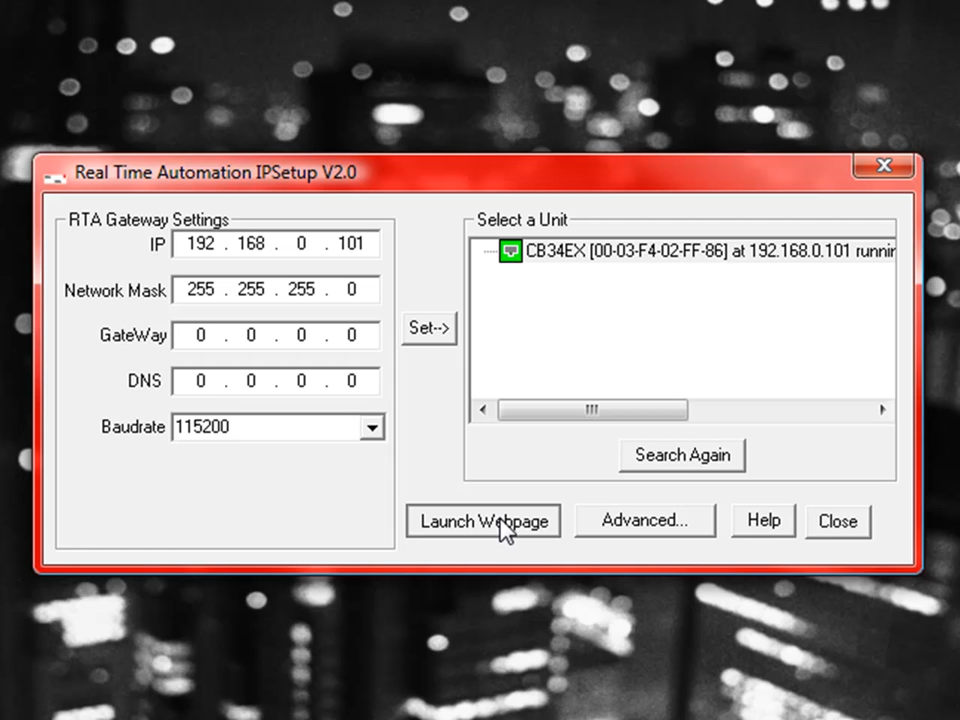 Real Time Automation IPSetup V2.0
RTA Gateway Settings
IP 192 . 168 . 0 . 101
Network Mask 255 . 255 . 255 . 0
GateWay 0 . 0 . 0 . 0
DNS 0 . 0 . 0 . 0
Baudrate 115200
Set-->
Select a Unit
CB34EX [00-03-F4-02-FF-86] at 192.168.0.101 runnin
Search Again
Launch Webpage
Advanced...
Help
Close